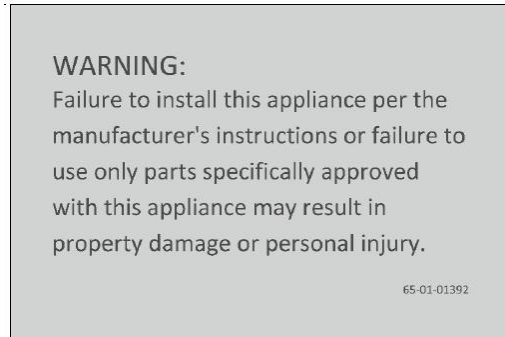 WARNING:
Failure to install this appliance per the
manufacturer's instructions or failure to
use only parts specifically approved
with this appliance may result in
property damage or personal injury.
65-01-01392